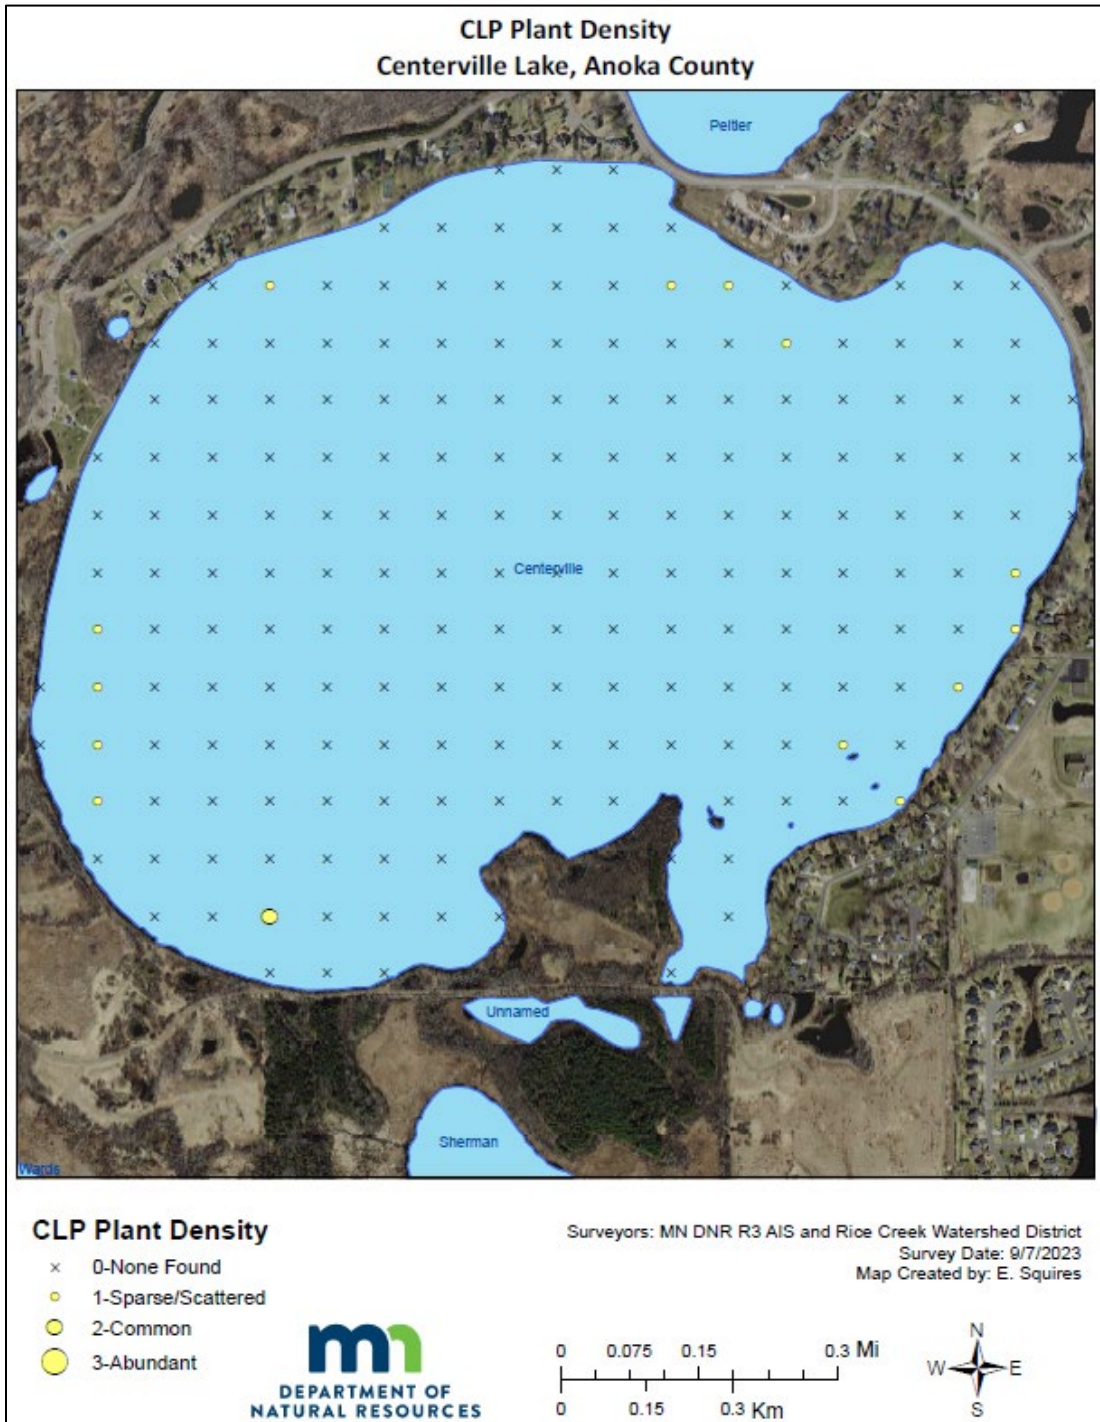 CLP Plant Density
Centerville Lake, Anoka County
Peltier
Centerville
Unnamed
Sherman
Wards
CLP Plant Density
0-None Found
1-Sparse/Scattered
2-Common
3-Abundant
Surveyors: MN DNR R3 AIS and Rice Creek Watershed District
Survey Date: 9/7/2023
Map Created by: E. Squires
mn
DEPARTMENT OF
NATURAL RESOURCES
0 0.075 0.15 0.3 Mi
0 0.15 0.3 Km
N
W E
S